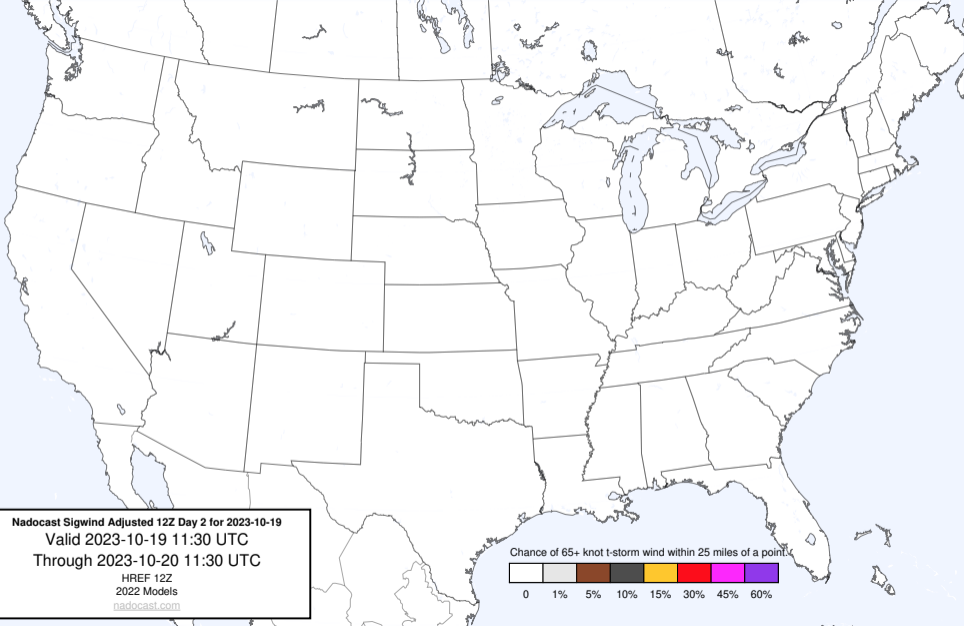 Nadocast Sigwind Adjusted 12Z Day 2 for 2023-10-19
Valid 2023-10-19 11:30 UTC
Through 2023-10-20 11:30 UTC
HREF 12Z
2022 Models
nadocast.com
Chance of 65+ knot t-storm wind within 25 miles of a point.
0 1% 5% 10% 15% 30% 45% 60%